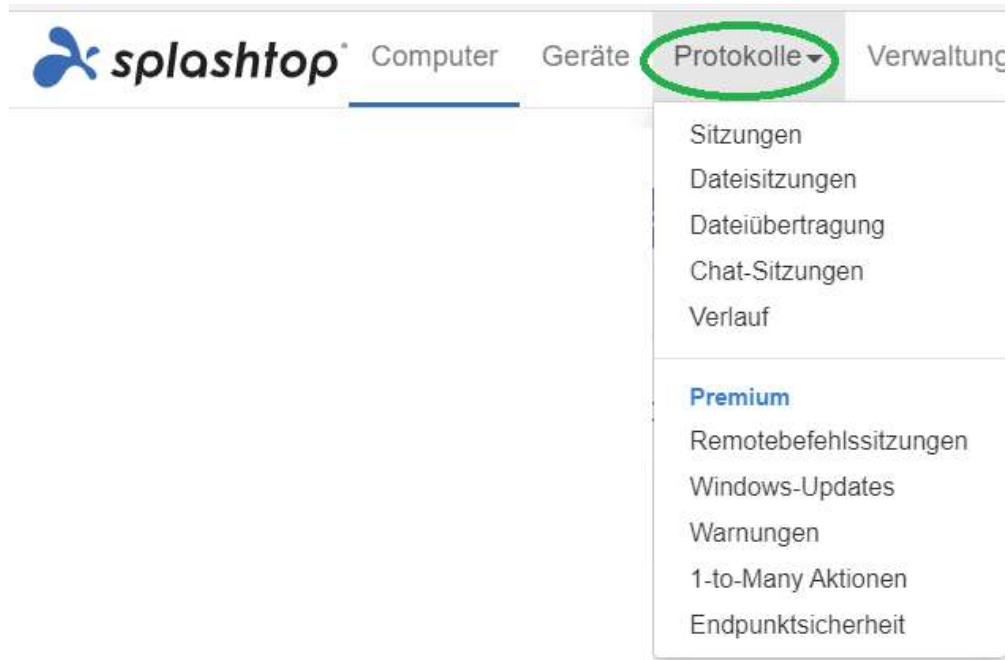 splashtop Computer Geräte Protokolle Verwaltung
Sitzungen
Dateisitzungen
Dateiübertragung
Chat-Sitzungen
Verlauf
Premium
Remotebefehlssitzungen
Windows-Updates
Warnungen
1-to-Many Aktionen
Endpunktsicherheit